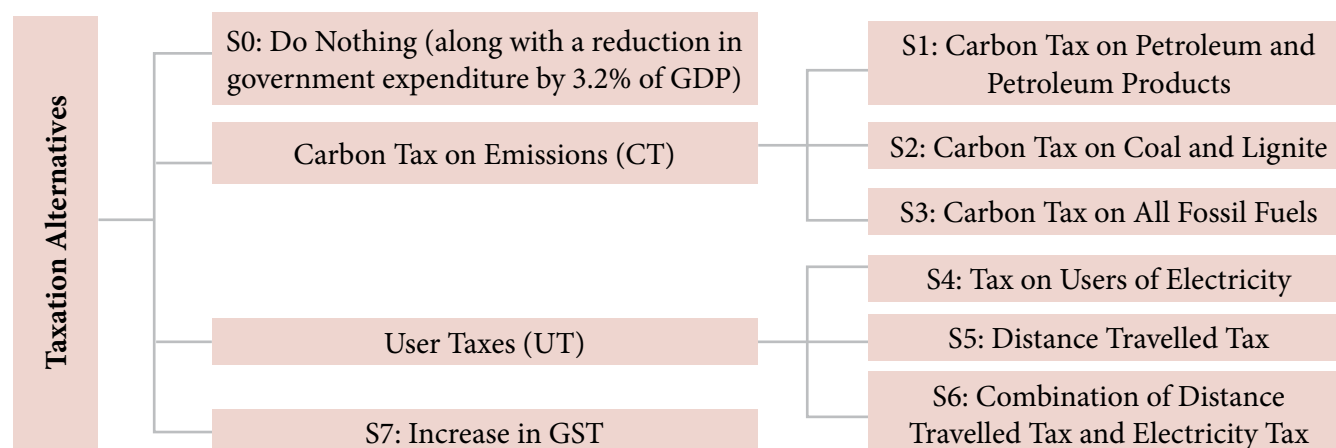 Taxation Alternatives
S0: Do Nothing (along with a reduction in
government expenditure by 3.2% of GDP)
Carbon Tax on Emissions (CT)
S1: Carbon Tax on Petroleum and
Petroleum Products
S2: Carbon Tax on Coal and Lignite
S3: Carbon Tax on All Fossil Fuels
User Taxes (UT)
S4: Tax on Users of Electricity
S5: Distance Travelled Tax
S6: Combination of Distance
Travelled Tax and Electricity Tax
S7: Increase in GST